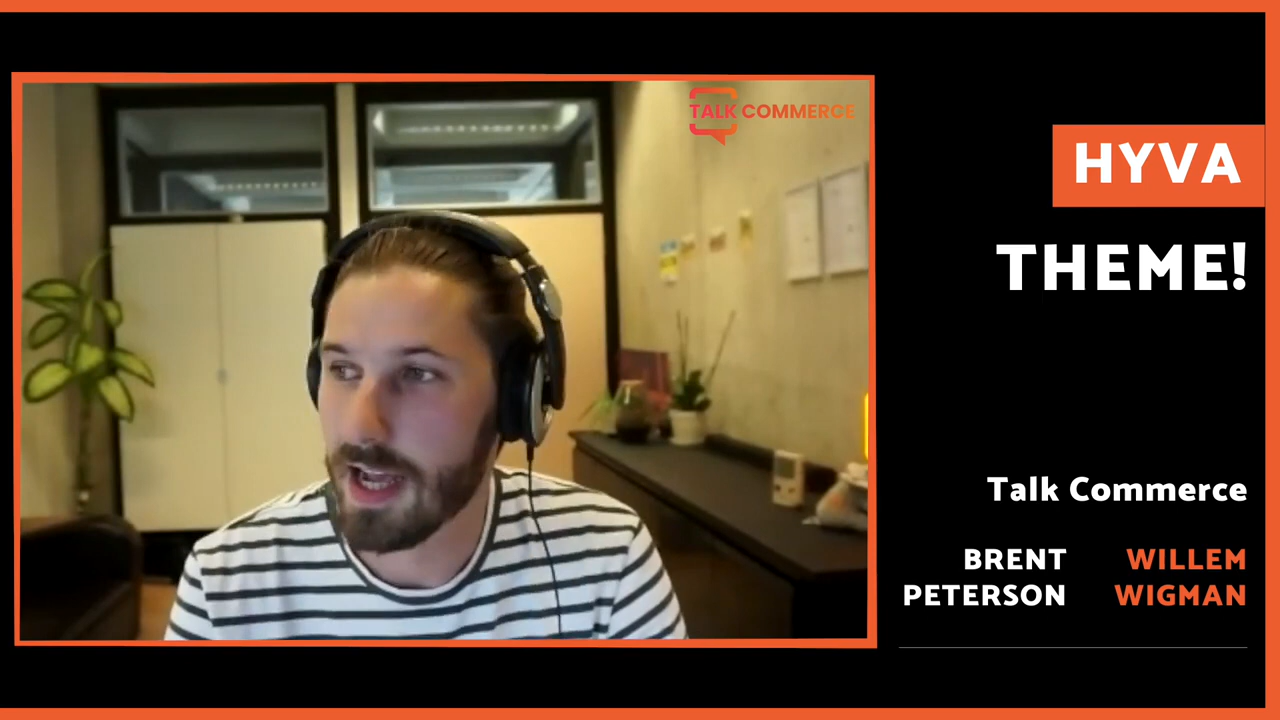 TALK COMMERCE
HYVA
THEME!
Talk Commerce
BRENT
PETERSON
WILLEM
WIGMAN